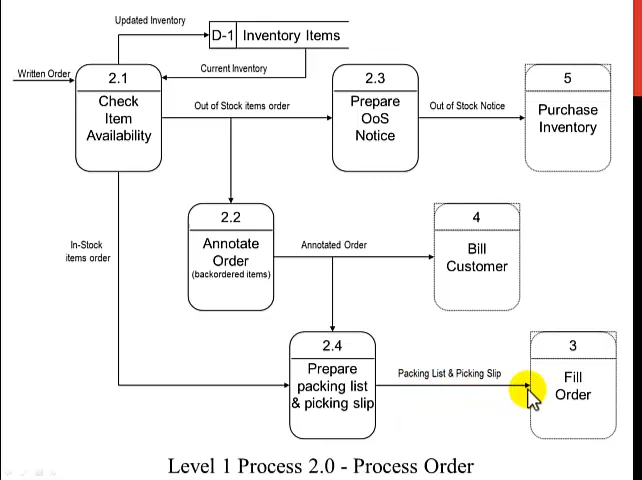 Updated Inventory
D-1 Inventory Items
Written Order
Current Inventory
2.1
Check
Item
Availability
Out of Stock items order
2.3
Prepare
OoS
Notice
Out of Stock Notice
5
Purchase
Inventory
2.2
Annotate
Order
(backordered items)
Annotated Order
4
Bill
Customer
In-Stock
items order
2.4
Prepare
packing list
& picking slip
Packing List & Picking Slip
3
Fill
Order
Level 1 Process 2.0 - Process Order